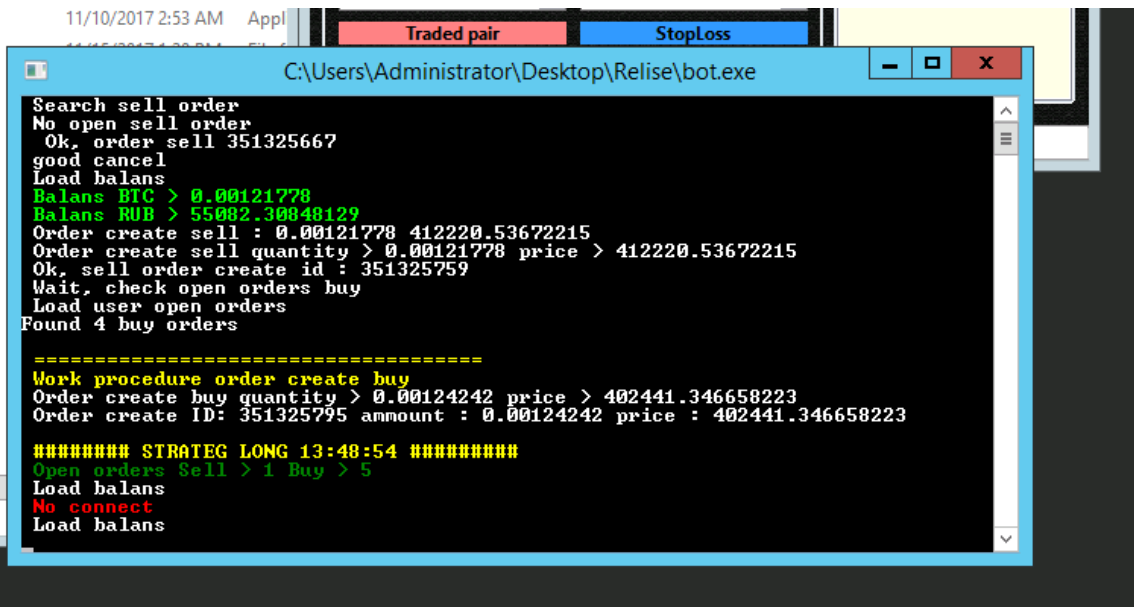 11/10/2017 2:53 AM Appl
Traded pair
StopLoss
C:\Users\Administrator\Desktop\Relise\bot.exe
Search sell order
No open sell order
Ok, order sell 351325667
good cancel
Load balans
Balans BTC > 0.00121778
Balans RUB > 55082.30848129
Order create sell : 0.00121778 412220.53672215
Order create sell quantity > 0.00121778 price > 412220.53672215
Ok, sell order create id : 351325759
Wait, check open orders buy
Load user open orders
Found 4 buy orders
=====================================
Work procedure order create buy
Order create buy quantity > 0.00124242 price > 402441.346658223
Order create ID: 351325795 ammount : 0.00124242 price : 402441.346658223
######## STRATEG LONG 13:48:54 #########
Open orders Sell > 1 Buy > 5
Load balans
No connect
Load balans